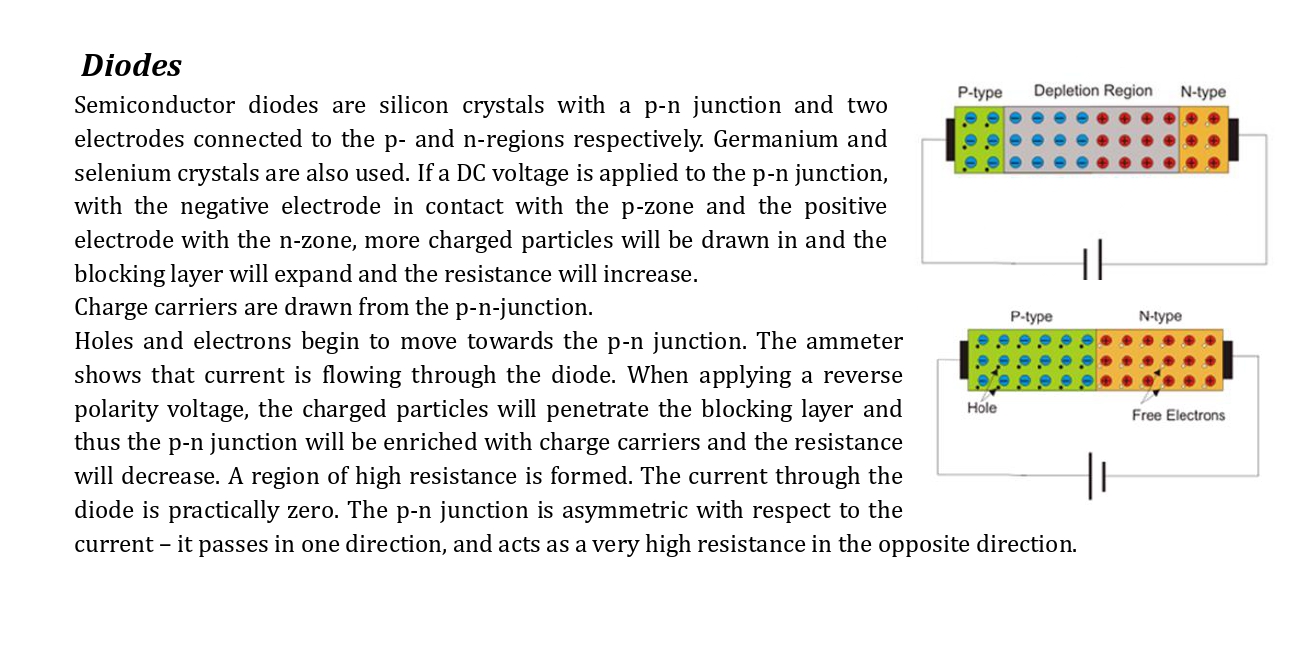 Diodes
Semiconductor diodes are silicon crystals with a p-n junction and two
electrodes connected to the p- and n-regions respectively. Germanium and
selenium crystals are also used. If a DC voltage is applied to the p-n junction,
with the negative electrode in contact with the p-zone and the positive
electrode with the n-zone, more charged particles will be drawn in and the
blocking layer will expand and the resistance will increase.
Charge carriers are drawn from the p-n-junction.
Holes and electrons begin to move towards the p-n junction. The ammeter
shows that current is flowing through the diode. When applying a reverse
polarity voltage, the charged particles will penetrate the blocking layer and
thus the p-n junction will be enriched with charge carriers and the resistance
will decrease. A region of high resistance is formed. The current through the
diode is practically zero. The p-n junction is asymmetric with respect to the
current – it passes in one direction, and acts as a very high resistance in the opposite direction.
P-type Depletion Region N-type
P-type N-type
Hole
Free Electrons